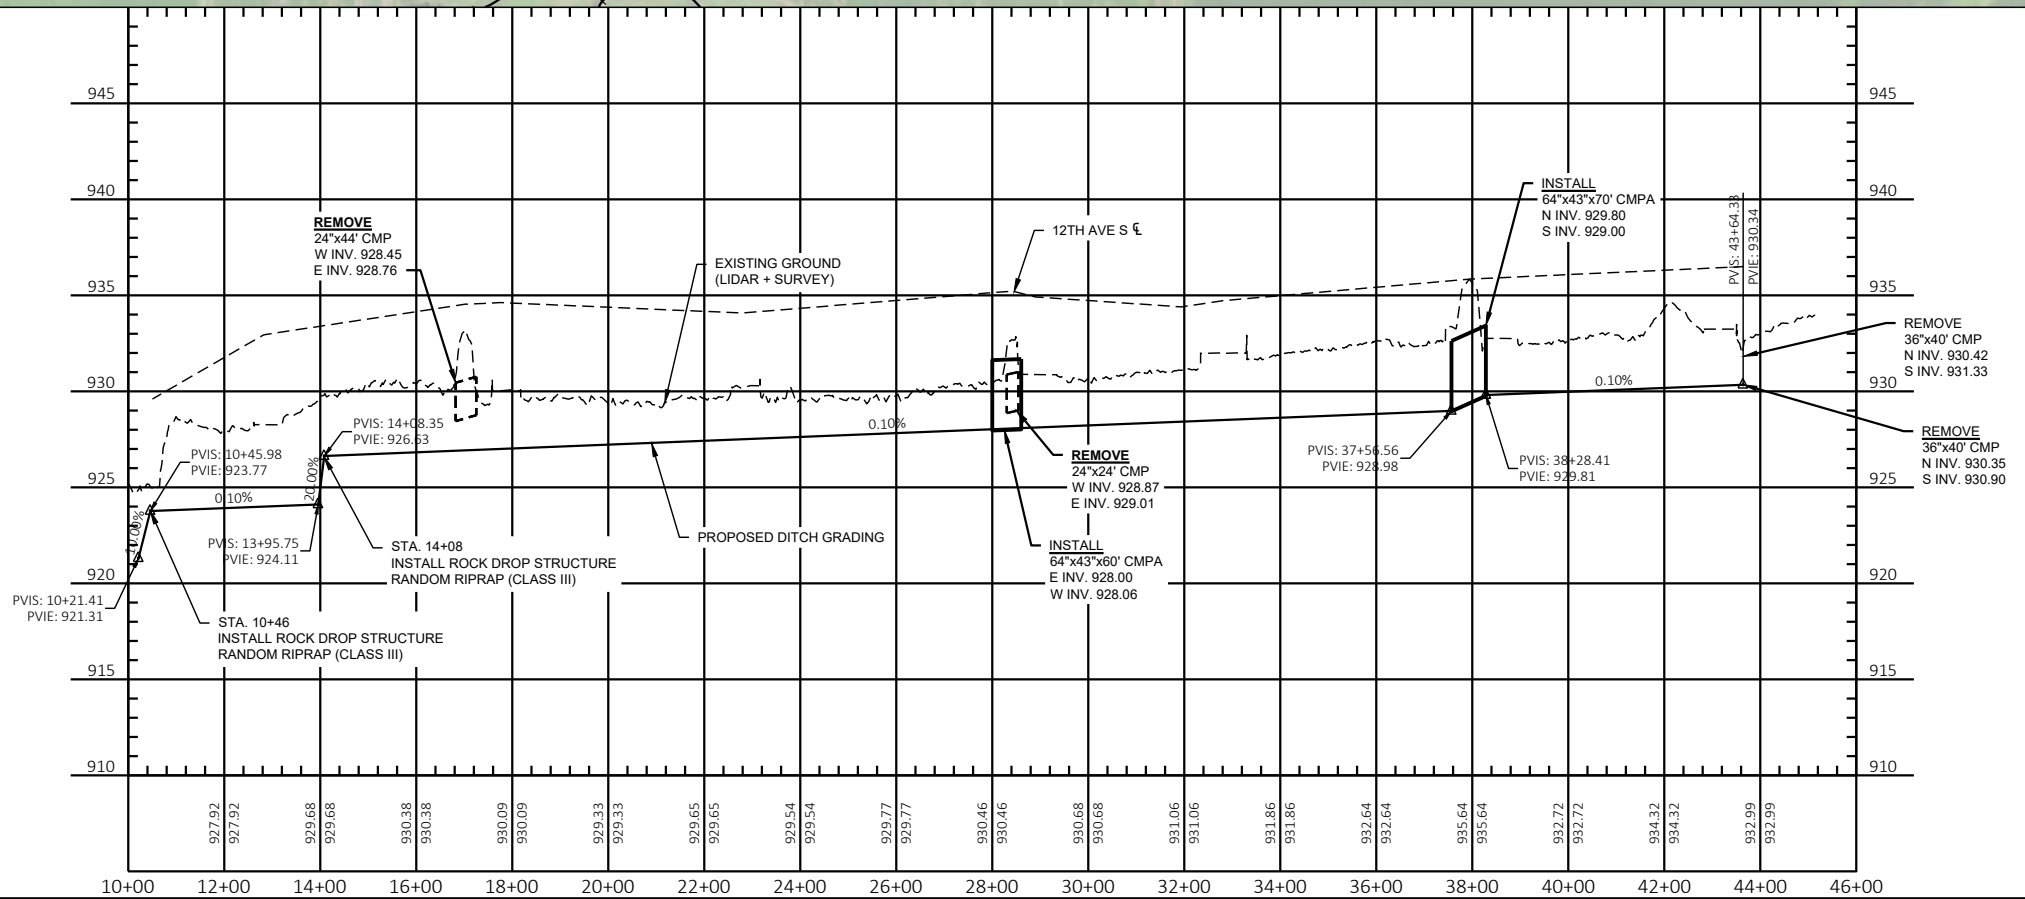 945
940
935
930
925
920
915
910
945
940
935
930
925
920
915
910
REMOVE
24"x44' CMP
W INV. 928.45
E INV. 928.76
EXISTING GROUND
(LIDAR + SURVEY)
12TH AVE S ℄
INSTALL
64"x43"x70' CMPA
N INV. 929.80
S INV. 929.00
PVIS: 43+64.33
PVIE: 930.34
REMOVE
36"x40' CMP
N INV. 930.42
S INV. 931.33
REMOVE
36"x40' CMP
N INV. 930.35
S INV. 930.90
PVIS: 14+08.35
PVIE: 926.63
PVIS: 10+45.98
PVIE: 923.77
10.00%
0.10%
20.00%
0.10%
0.10%
PVIS: 13+95.75
PVIE: 924.11
PVIS: 10+21.41
PVIE: 921.31
STA. 10+46
INSTALL ROCK DROP STRUCTURE
RANDOM RIPRAP (CLASS III)
STA. 14+08
INSTALL ROCK DROP STRUCTURE
RANDOM RIPRAP (CLASS III)
PROPOSED DITCH GRADING
REMOVE
24"x24' CMP
W INV. 928.87
E INV. 929.01
INSTALL
64"x43"x60' CMPA
E INV. 928.00
W INV. 928.06
PVIS: 37+56.56
PVIE: 928.98
PVIS: 38+28.41
PVIE: 929.81
927.92
927.92
929.68
929.68
930.38
930.38
930.09
930.09
929.33
929.33
929.65
929.65
929.54
929.54
929.77
929.77
930.46
930.46
930.68
930.68
931.06
931.06
931.86
931.86
932.64
932.64
935.64
935.64
932.72
932.72
934.32
934.32
932.99
932.99
10+00 12+00 14+00 16+00 18+00 20+00 22+00 24+00 26+00 28+00 30+00 32+00 34+00 36+00 38+00 40+00 42+00 44+00 46+00